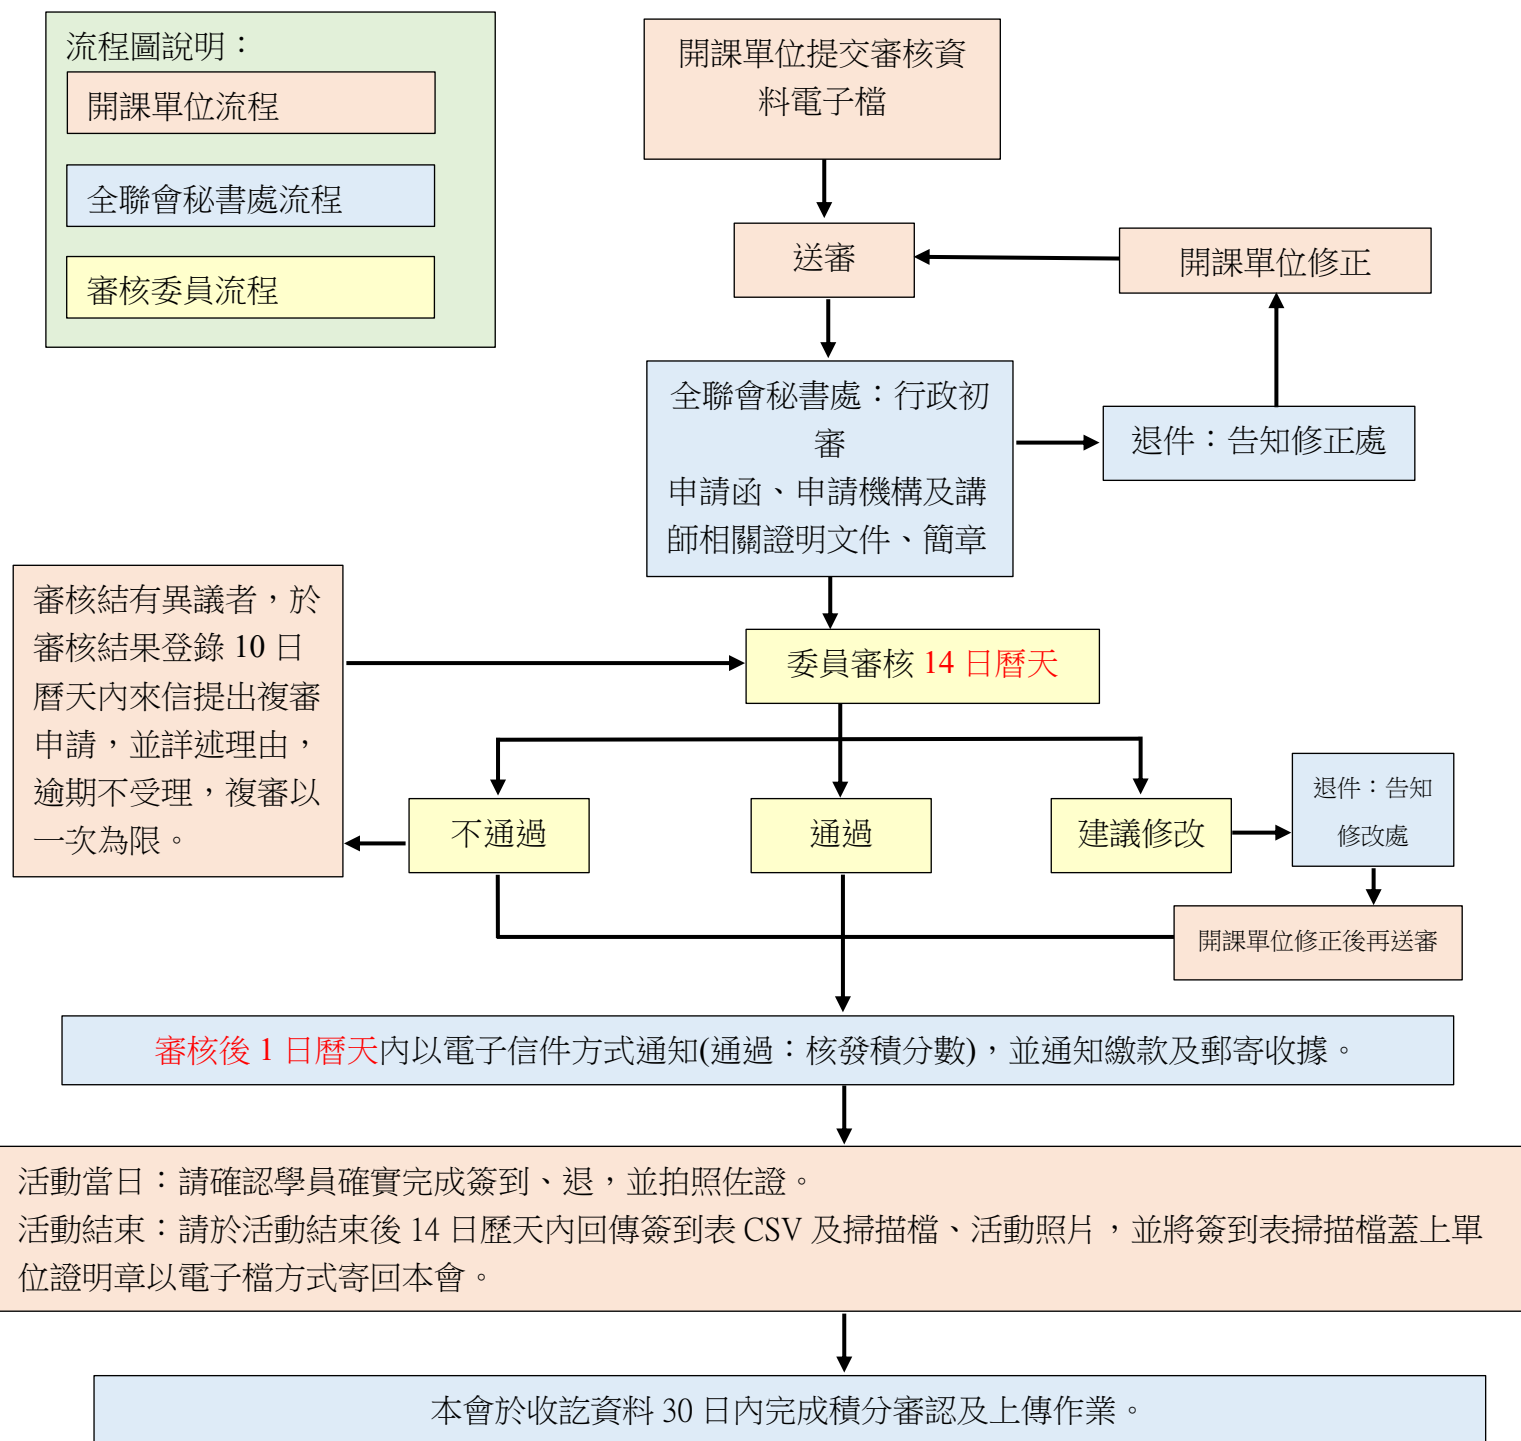 流程圖說明：
開課單位流程
全聯會秘書處流程
審核委員流程
開課單位提交審核資
料電子檔
送審
開課單位修正
全聯會秘書處：行政初
審
申請函、申請機構及講
師相關證明文件、簡章
退件：告知修正處
審核結有異議者，於
審核結果登錄 10 日
曆天內來信提出複審
申請，並詳述理由，
逾期不受理，複審以
一次為限。
委員審核 14 日曆天
不通過
通過
建議修改
退件：告知
修改處
開課單位修正後再送審
審核後 1 日曆天內以電子信件方式通知(通過：核發積分數)，並通知繳款及郵寄收據。
活動當日：請確認學員確實完成簽到、退，並拍照佐證。
活動結束：請於活動結束後 14 日歷天內回傳簽到表 CSV 及掃描檔、活動照片，並將簽到表掃描檔蓋上單
位證明章以電子檔方式寄回本會。
本會於收訖資料 30 日內完成積分審認及上傳作業。